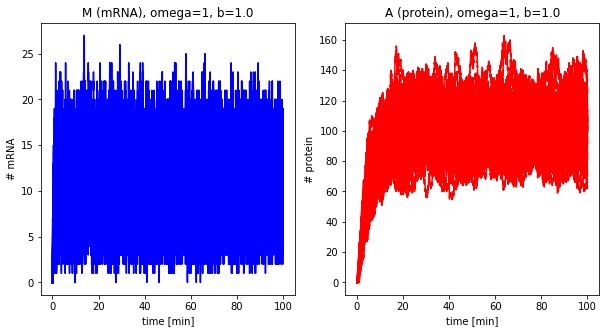 M (mRNA), omega=1, b=1.0
# mRNA
25
20
15
10
5
0
0 20 40 60 80 100
time [min]
A (protein), omega=1, b=1.0
# protein
160
140
120
100
80
60
40
20
0
0 20 40 60 80 100
time [min]